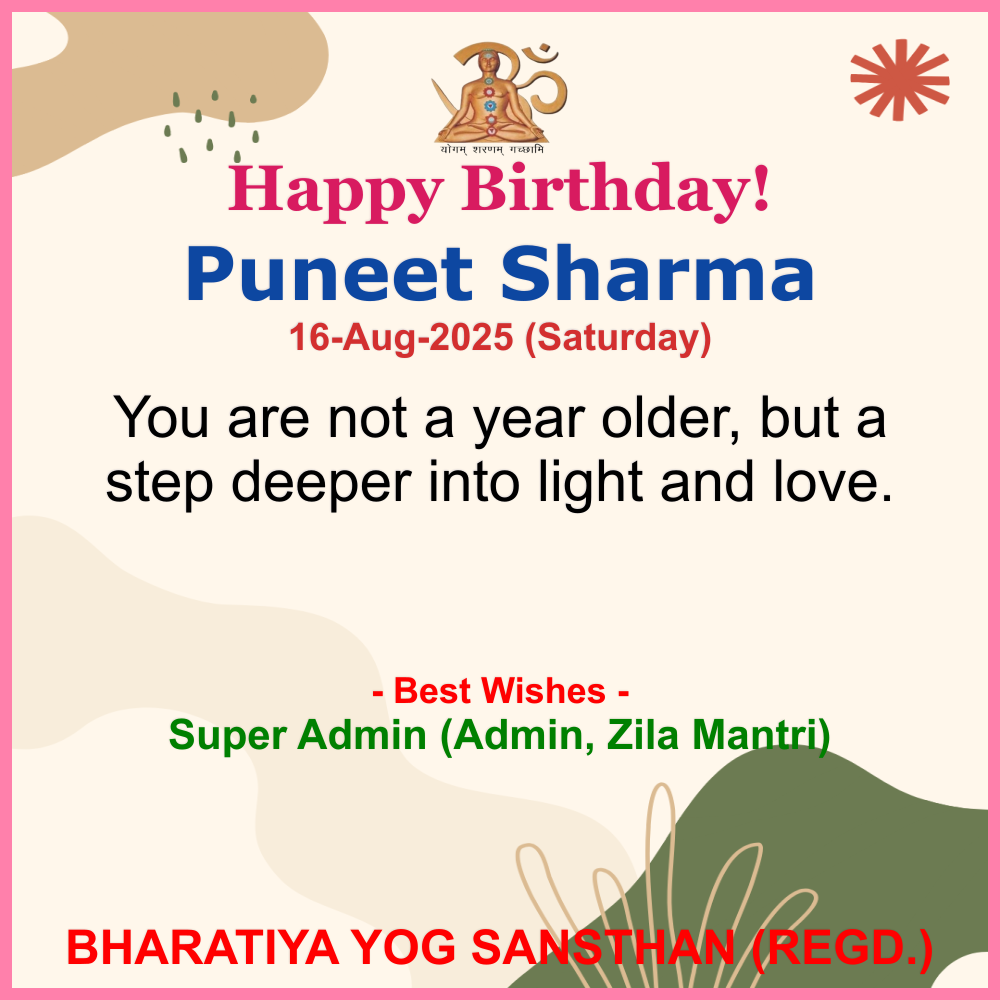 योगम् शरणम् गच्छामि
Happy Birthday!
Puneet Sharma
16-Aug-2025 (Saturday)
You are not a year older, but a
step deeper into light and love.
- Best Wishes -
Super Admin (Admin, Zila Mantri)
BHARATIYA YOG SANSTHAN (REGD.)